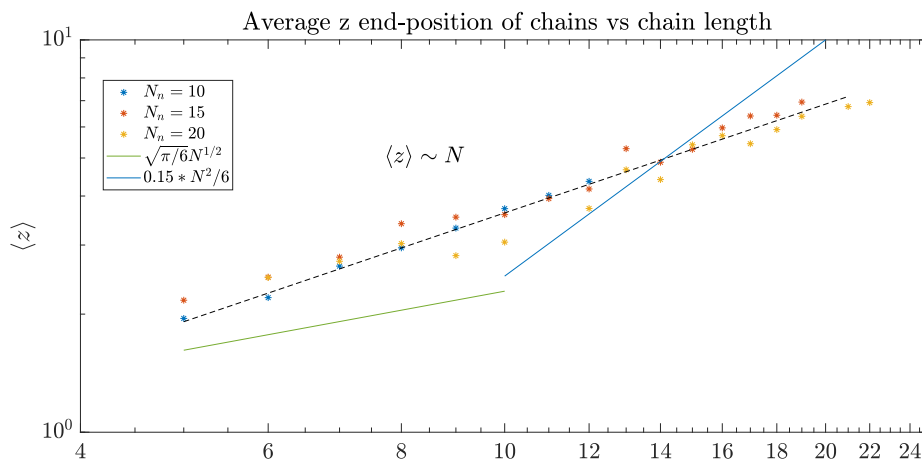 Average z end-position of chains vs chain length
10^1
N_n = 10
N_n = 15
N_n = 20
√π/6N^{1/2}
0.15 * N^2/6
⟨z⟩ ∼ N
⟨z⟩
10^0
4 6 8 10 12 14 16 18 20 22 24